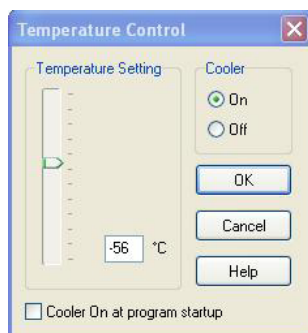 Temperature Control
Temperature Setting
Cooler
On
Off
OK
-56 °C
Cancel
Help
Cooler On at program startup